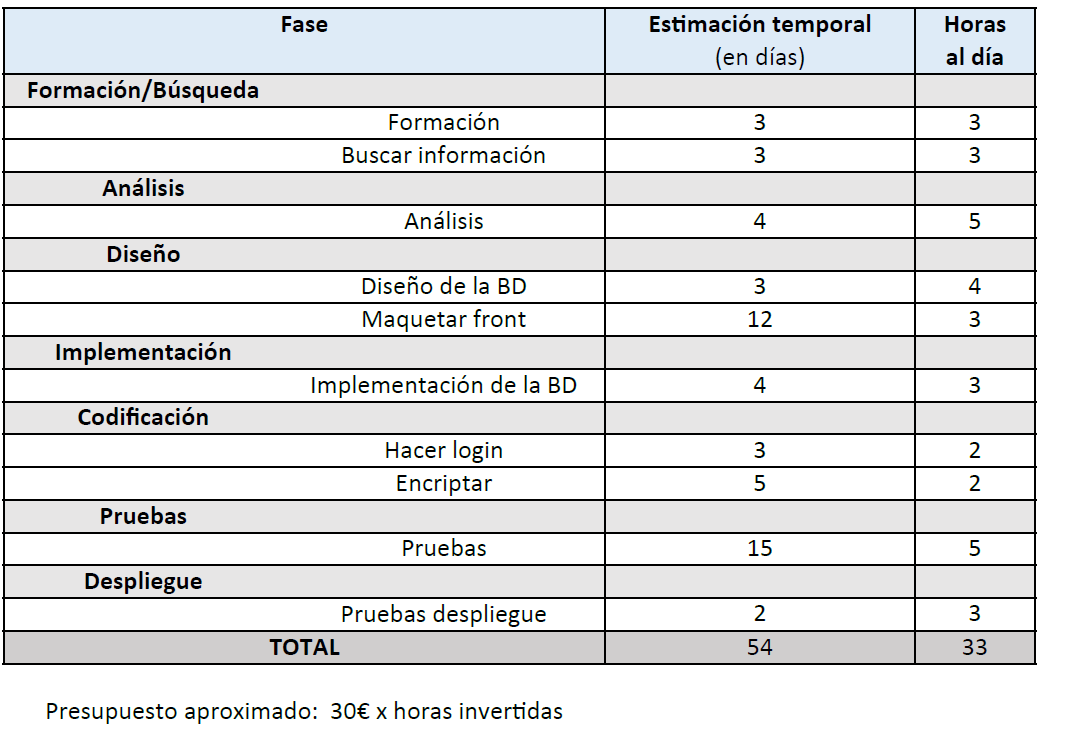 Fase Estimación temporal Horas
(en días) al día
Formación/Búsqueda
Formación 3 3
Buscar información 3 3
Análisis
Análisis 4 5
Diseño
Diseño de la BD 3 4
Maquetar front 12 3
Implementación
Implementación de la BD 4 3
Codificación
Hacer login 3 2
Encriptar 5 2
Pruebas
Pruebas 15 5
Despliegue
Pruebas despliegue 2 3
TOTAL 54 33
Presupuesto aproximado: 30€ x horas invertidas